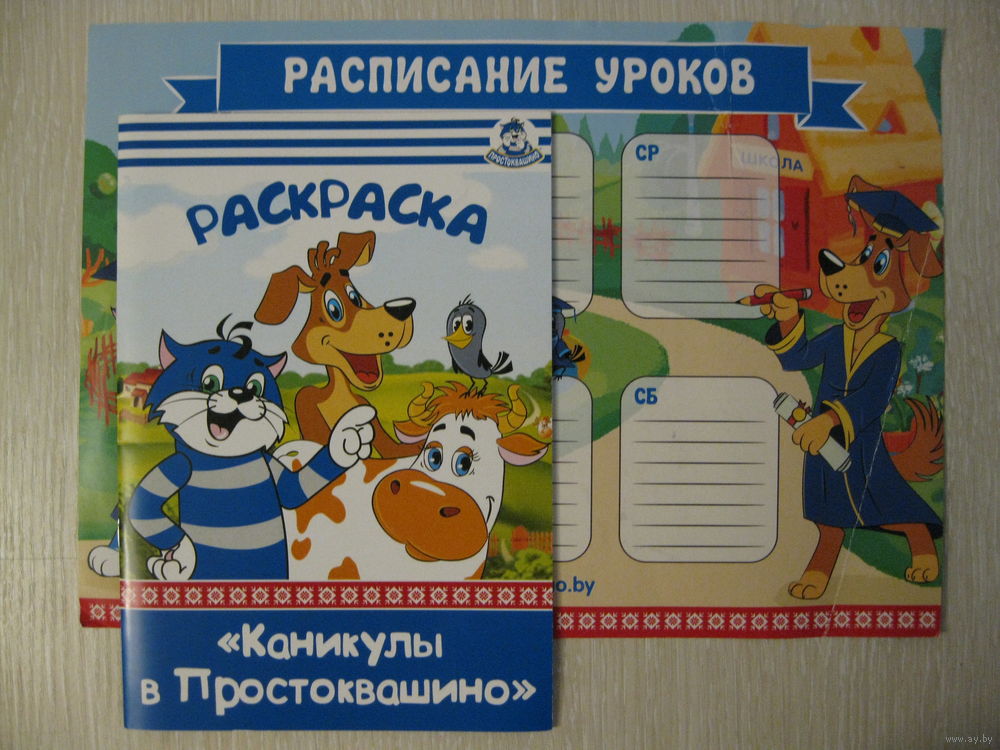 РАСПИСАНИЕ УРОКОВ
ПРОСТОКВАШИНО
РАСКРАСКА
СР
ШКОЛА
СБ
o.by
«Каникулы
в Простоквашино»
www.ay.by